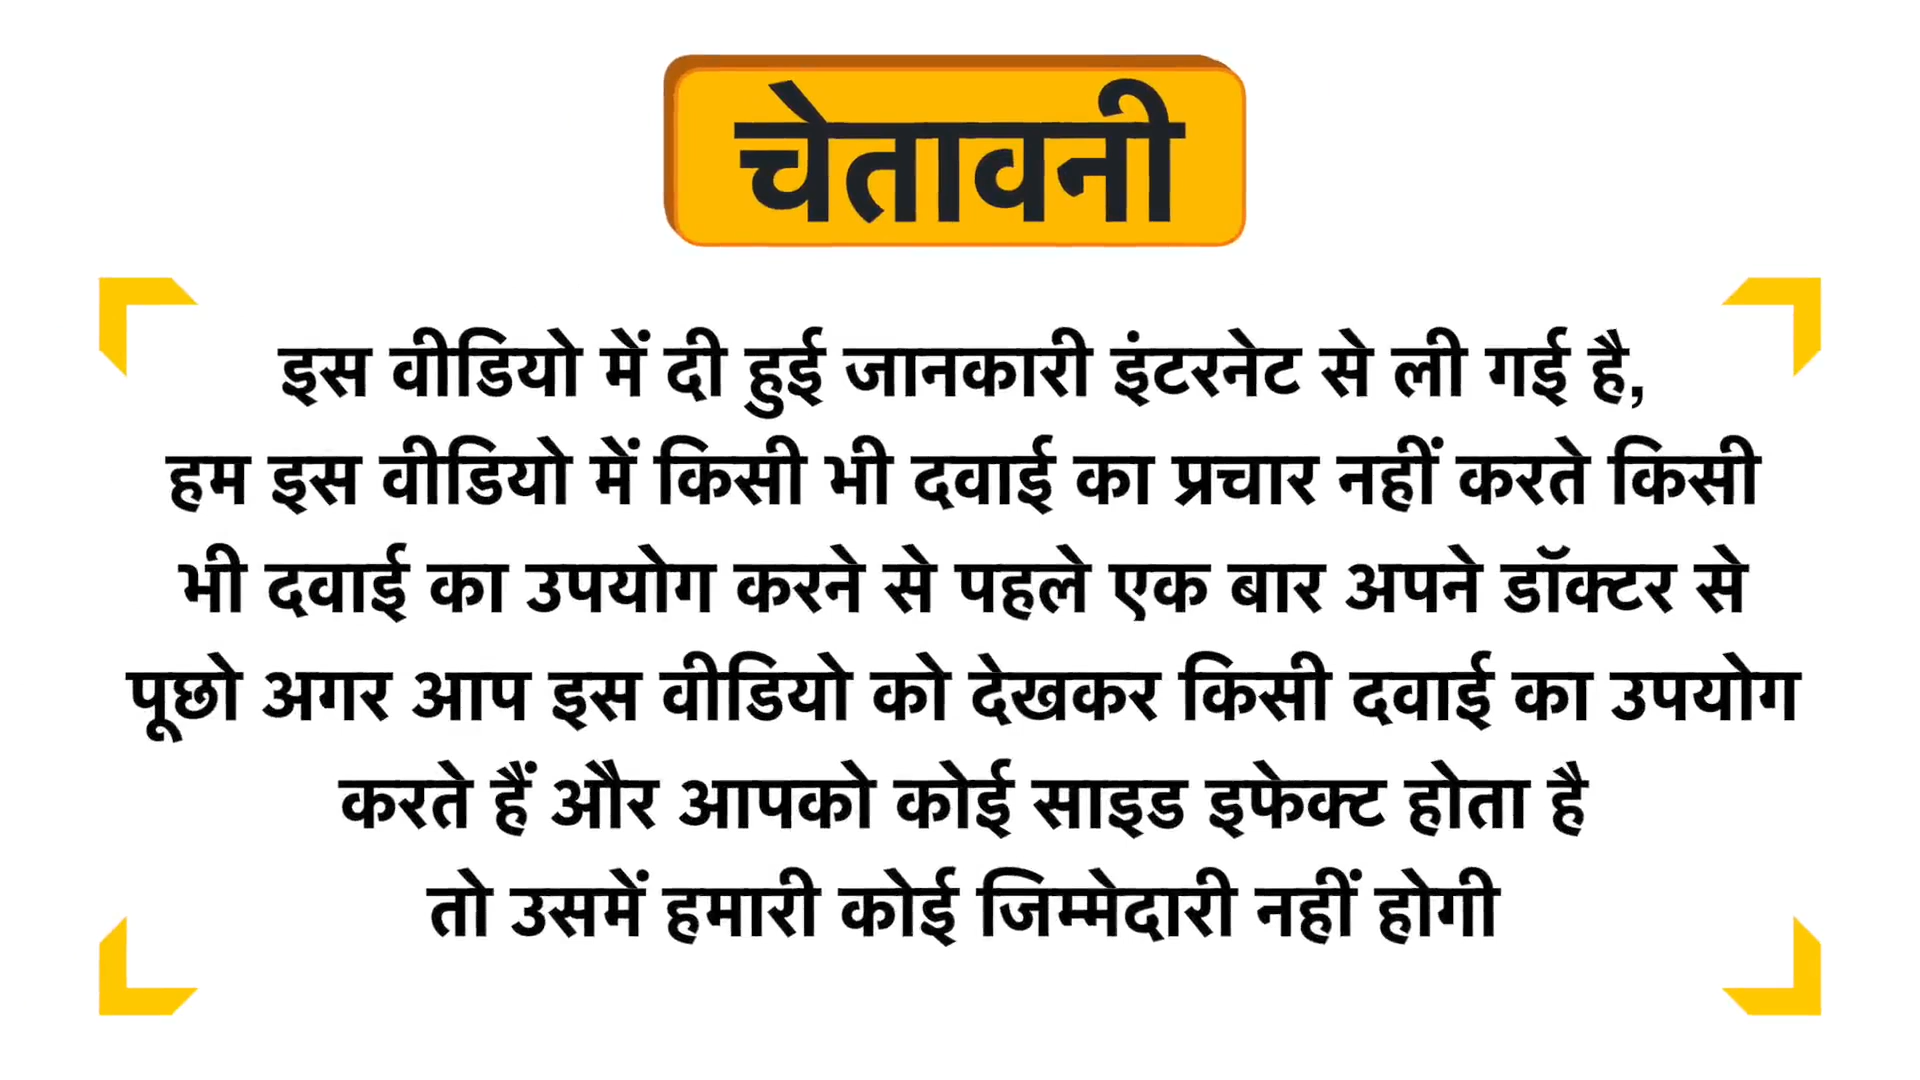 चेतावनी
इस वीडियो में दी हुई जानकारी इंटरनेट से ली गई है,
हम इस वीडियो में किसी भी दवाई का प्रचार नहीं करते किसी
भी दवाई का उपयोग करने से पहले एक बार अपने डॉक्टर से
पूछो अगर आप इस वीडियो को देखकर किसी दवाई का उपयोग
करते हैं और आपको कोई साइड इफेक्ट होता है
तो उसमें हमारी कोई जिम्मेदारी नहीं होगी